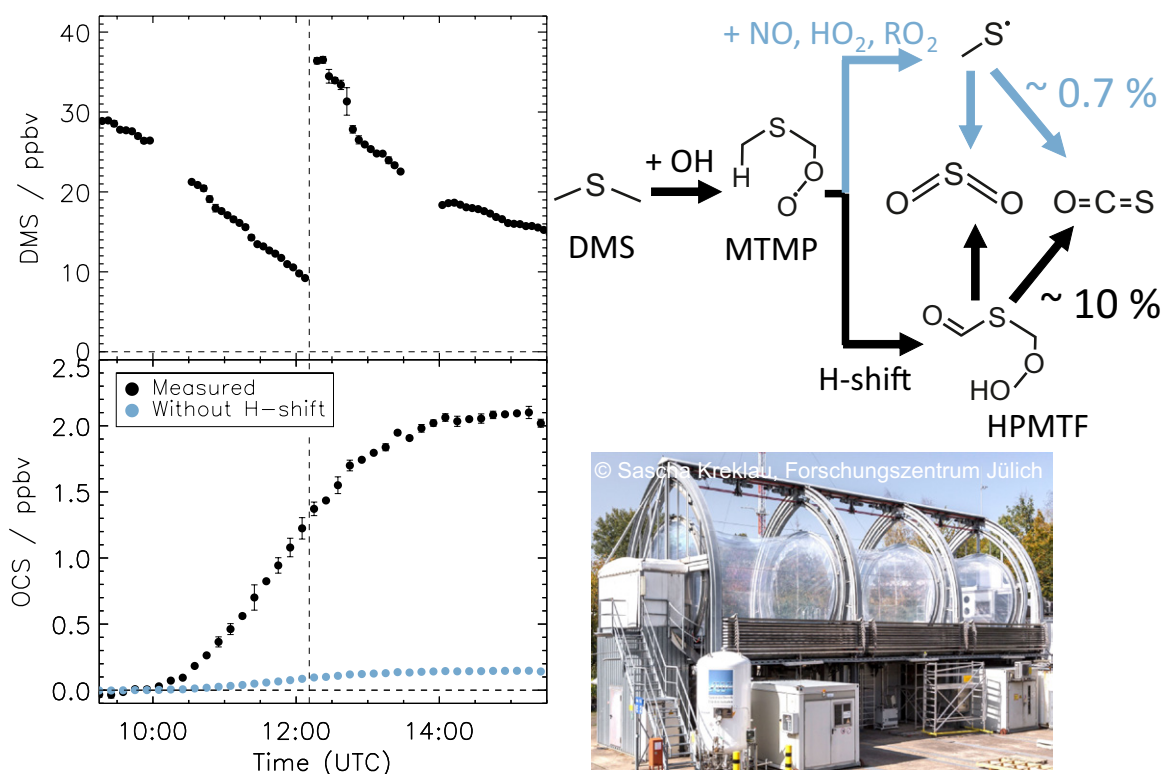 40
30
20
10
0
DMS / ppbv
2.5
2.0
1.5
1.0
0.5
0.0
OCS / ppbv
Measured
Without H-shift
10:00 12:00 14:00
Time (UTC)
+ NO, HO2, RO2
S•
~ 0.7 %
S
H
O
O•
+ OH
S
DMS
MTMP
S
O O
O=C=S
~ 10 %
O
S
O
HO
H-shift
HPMTF
© Sascha Kreklau, Forschungszentrum Jülich